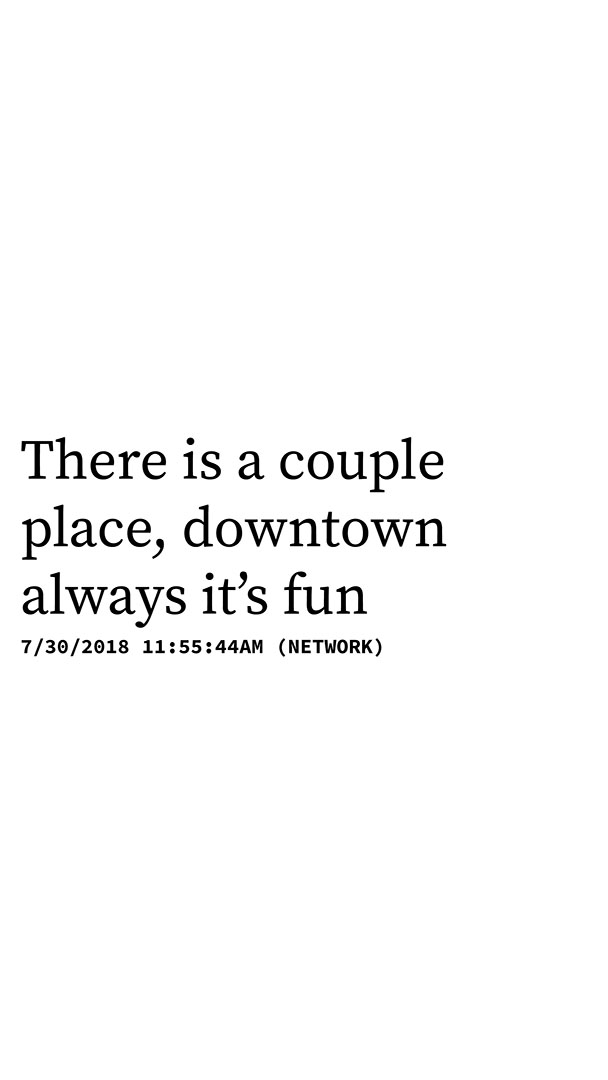 There is a couple
place, downtown
always it’s fun
7/30/2018 11:55:44AM (NETWORK)